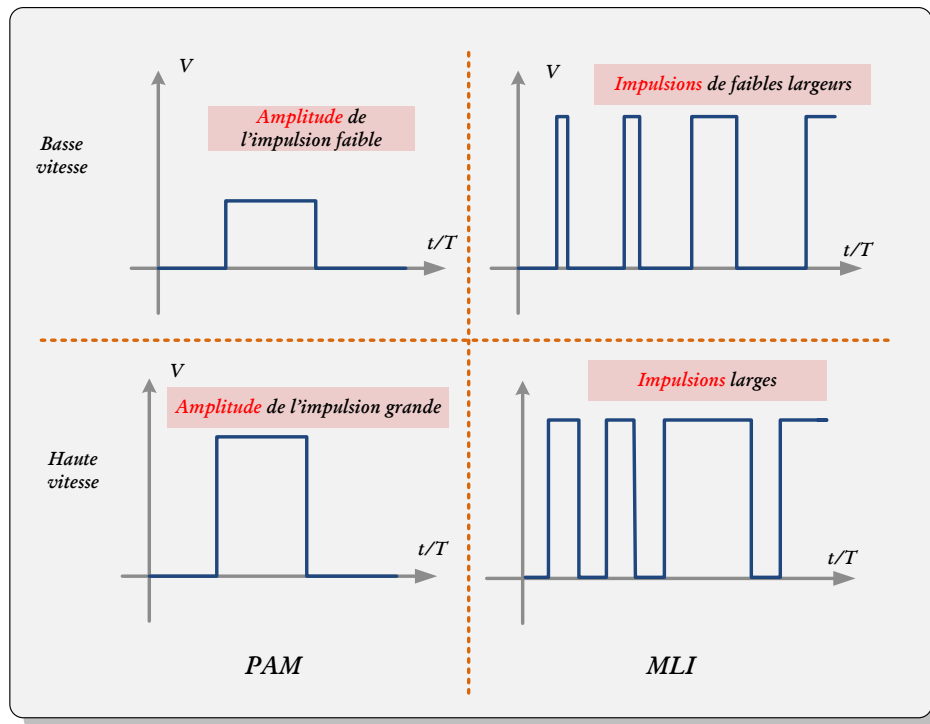 V
Amplitude de
l'impulsion faible
Basse
vitesse
t/T
V
Impulsions de faibles largeurs
t/T
V
Amplitude de l'impulsion grande
Haute
vitesse
t/T
Impulsions larges
V
t/T
PAM
MLI